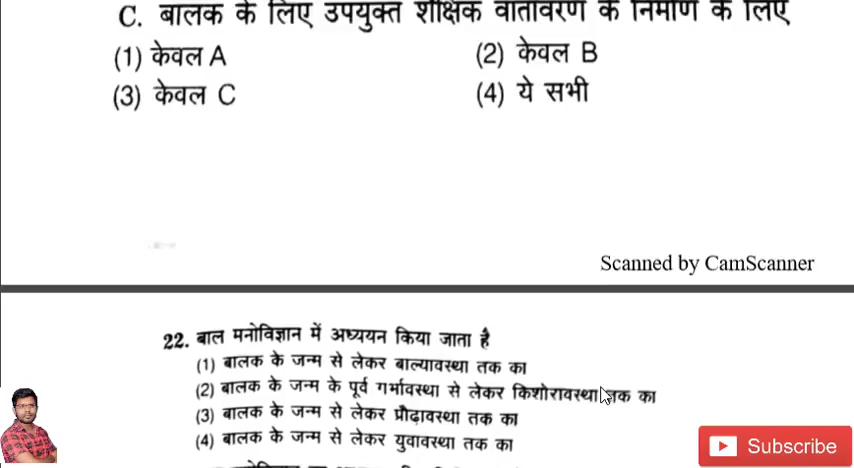 C. बालक के लिए उपयुक्त शैक्षिक वातावरण के निर्माण के लिए
(1) केवल A (2) केवल B
(3) केवल C (4) ये सभी
Scanned by CamScanner
22. बाल मनोविज्ञान में अध्ययन किया जाता है
(1) बालक के जन्म से लेकर बाल्यावस्था तक का
(2) बालक के जन्म के पूर्व गर्भावस्था से लेकर किशोरावस्था तक का
(3) बालक के जन्म से लेकर प्रौढ़ावस्था तक का
(4) बालक के जन्म से लेकर युवावस्था तक का
Subscribe